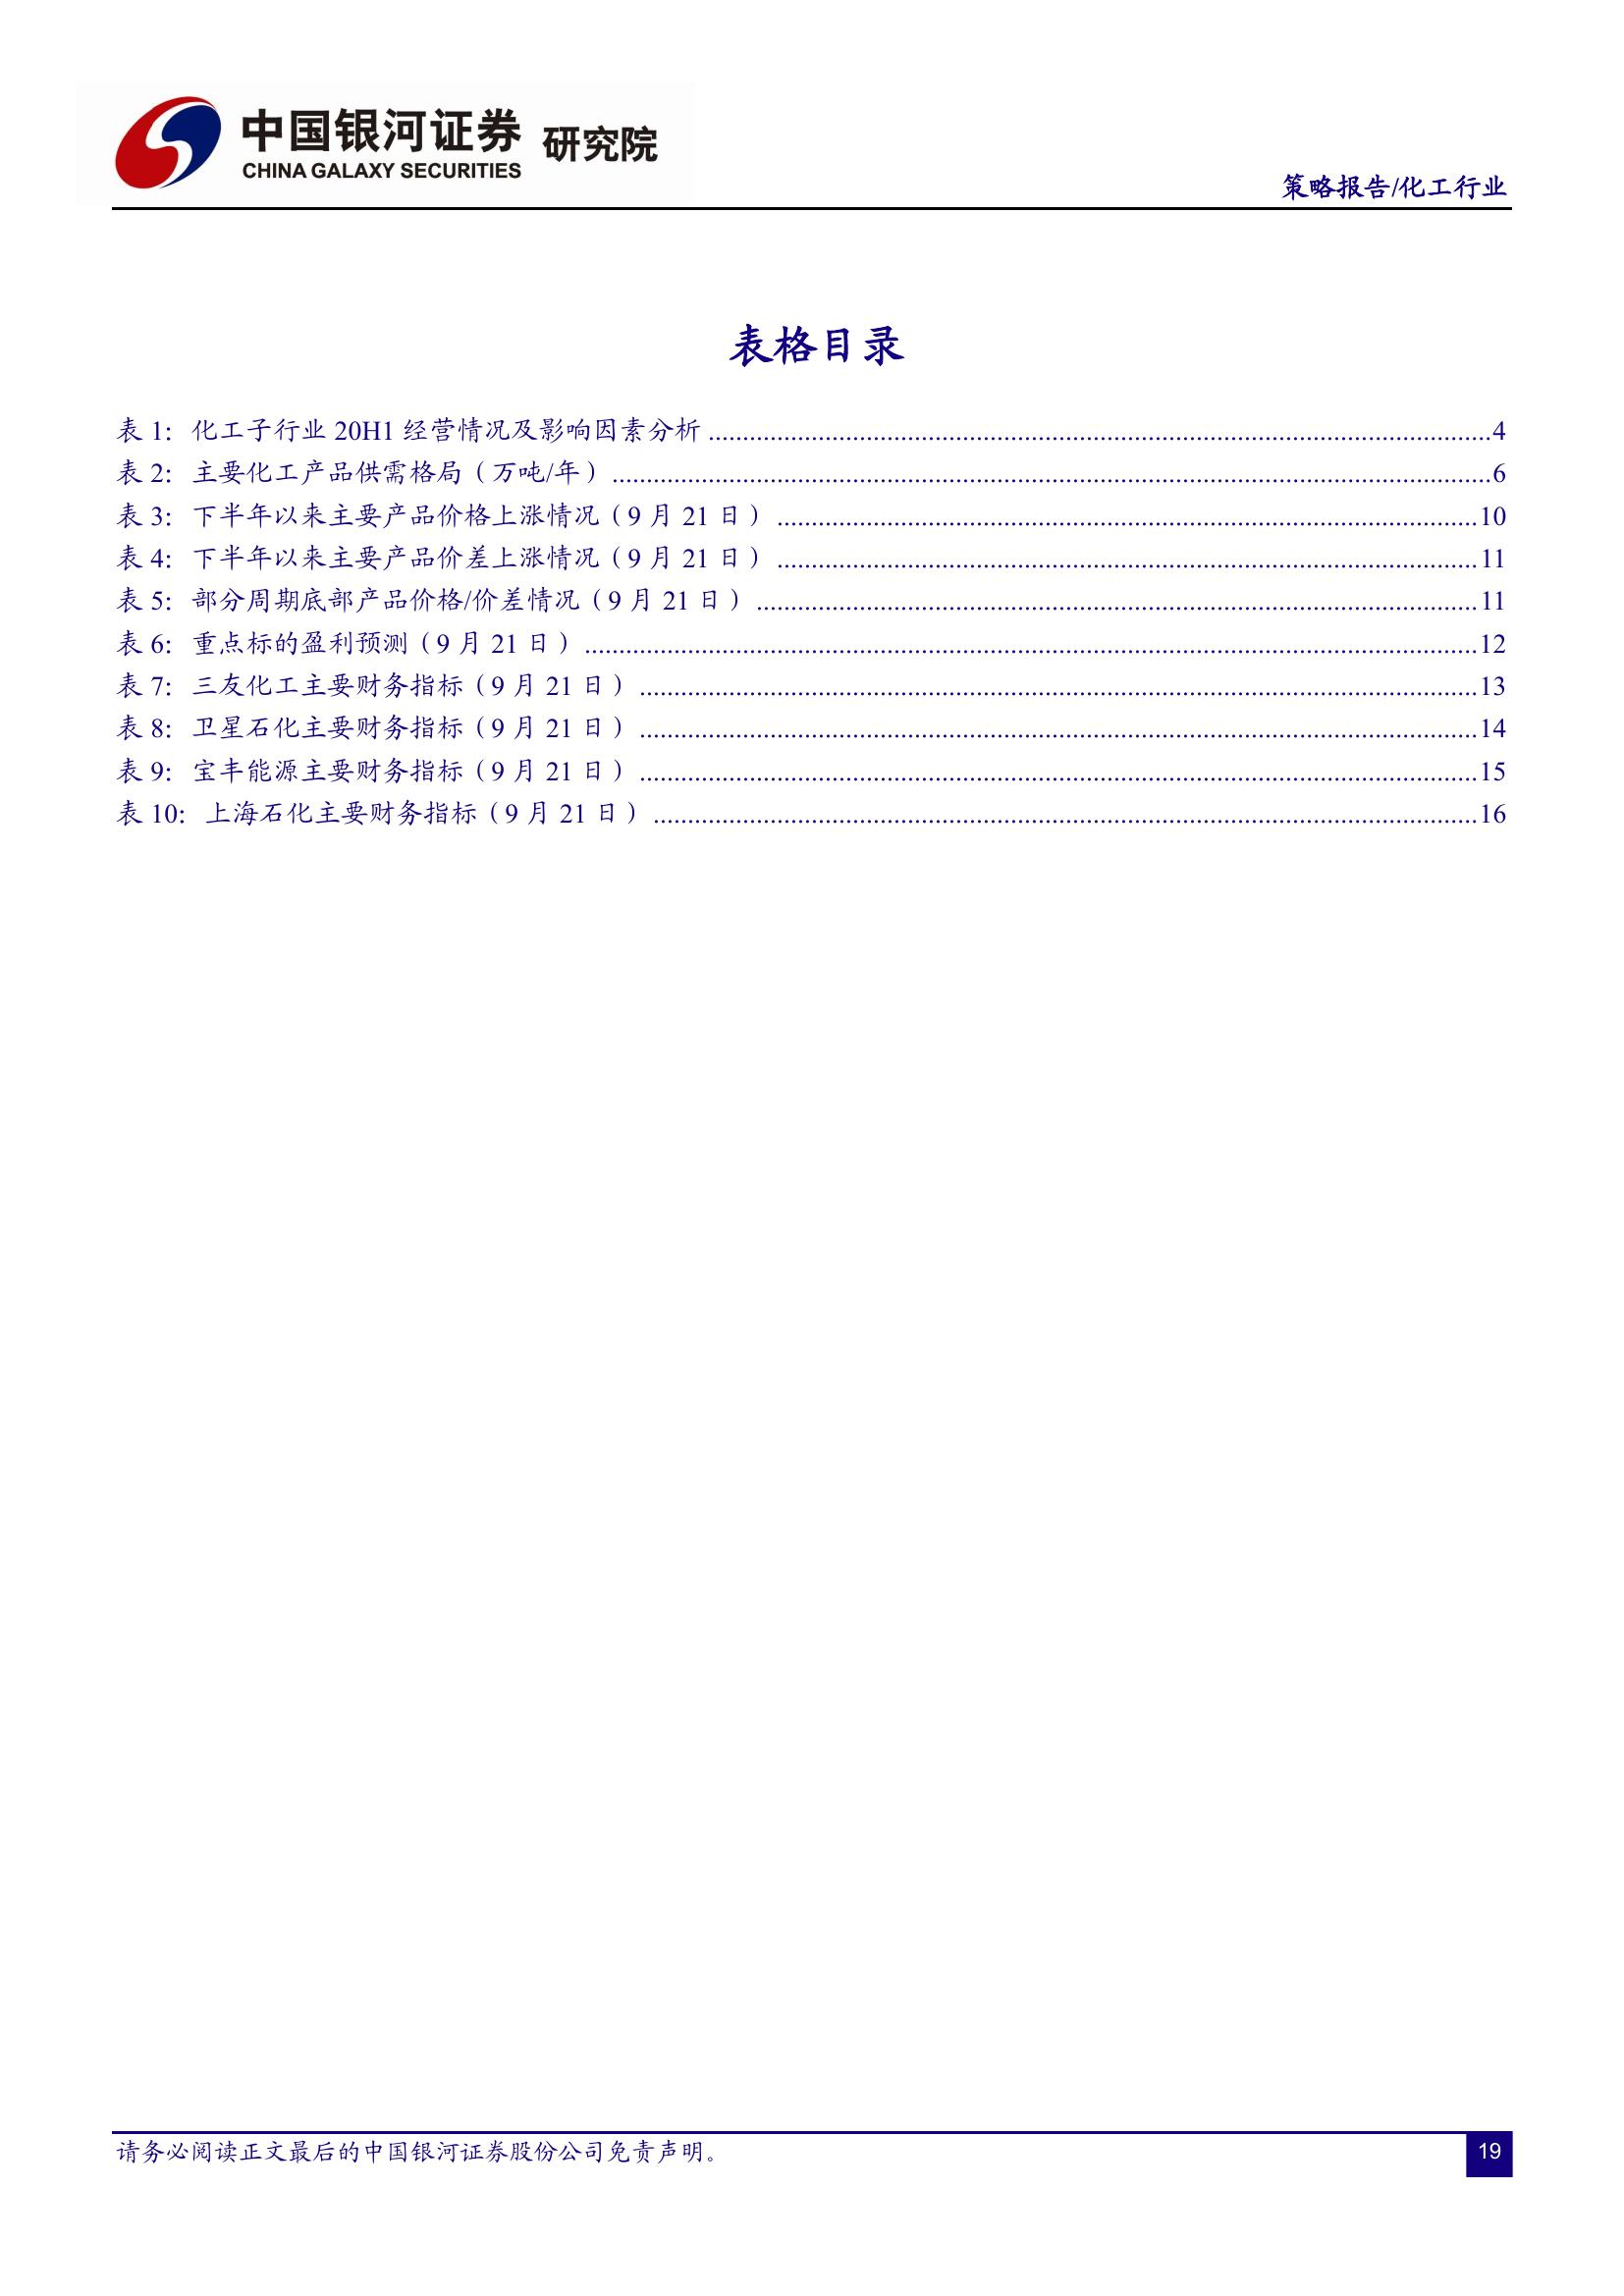 中国银河证券 研究院
CHINA GALAXY SECURITIES
策略报告/化工行业
表格目录
表 1: 化工子行业 20H1 经营情况及影响因素分析 ........................................ 4
表 2: 主要化工产品供需格局（万吨/年） ........................................ 6
表 3: 下半年以来主要产品价格上涨情况（9 月 21 日） ........................................ 10
表 4: 下半年以来主要产品价差上涨情况（9 月 21 日） ........................................ 11
表 5: 部分周期底部产品价格/价差情况（9 月 21 日） ........................................ 11
表 6: 重点标的盈利预测（9 月 21 日） ........................................ 12
表 7: 三友化工主要财务指标（9 月 21 日） ........................................ 13
表 8: 卫星石化主要财务指标（9 月 21 日） ........................................ 14
表 9: 宝丰能源主要财务指标（9 月 21 日） ........................................ 15
表 10: 上海石化主要财务指标（9 月 21 日） ........................................ 16
请务必阅读正文最后的中国银河证券股份公司免责声明。
19